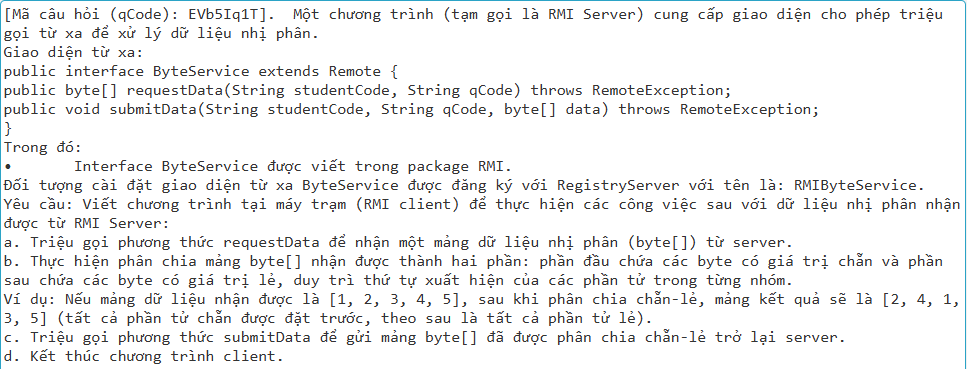 [Mã câu hỏi (qCode): EVb5Iq1T].  Một chương trình (tạm gọi là RMI Server) cung cấp giao diện cho phép triệu
gọi từ xa để xử lý dữ liệu nhị phân.
Giao diện từ xa:
public interface ByteService extends Remote {
public byte[] requestData(String studentCode, String qCode) throws RemoteException;
public void submitData(String studentCode, String qCode, byte[] data) throws RemoteException;
}
Trong đó:
•	Interface ByteService được viết trong package RMI.
Đối tượng cài đặt giao diện từ xa ByteService được đăng ký với RegistryServer với tên là: RMIByteService.
Yêu cầu: Viết chương trình tại máy trạm (RMI client) để thực hiện các công việc sau với dữ liệu nhị phân nhận
được từ RMI Server:
a. Triệu gọi phương thức requestData để nhận một mảng dữ liệu nhị phân (byte[]) từ server.
b. Thực hiện phân chia mảng byte[] nhận được thành hai phần: phần đầu chứa các byte có giá trị chẵn và phần
sau chứa các byte có giá trị lẻ, duy trì thứ tự xuất hiện của các phần tử trong từng nhóm.
Ví dụ: Nếu mảng dữ liệu nhận được là [1, 2, 3, 4, 5], sau khi phân chia chẵn-lẻ, mảng kết quả sẽ là [2, 4, 1,
3, 5] (tất cả phần tử chẵn được đặt trước, theo sau là tất cả phần tử lẻ).
c. Triệu gọi phương thức submitData để gửi mảng byte[] đã được phân chia chẵn-lẻ trở lại server.
d. Kết thúc chương trình client.